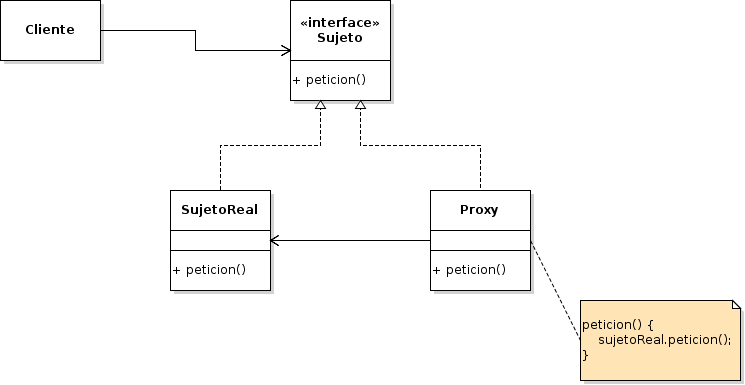 Cliente
«interface»
Sujeto
+ peticion()
SujetoReal
+ peticion()
Proxy
+ peticion()
peticion() {
    sujetoReal.peticion();
}